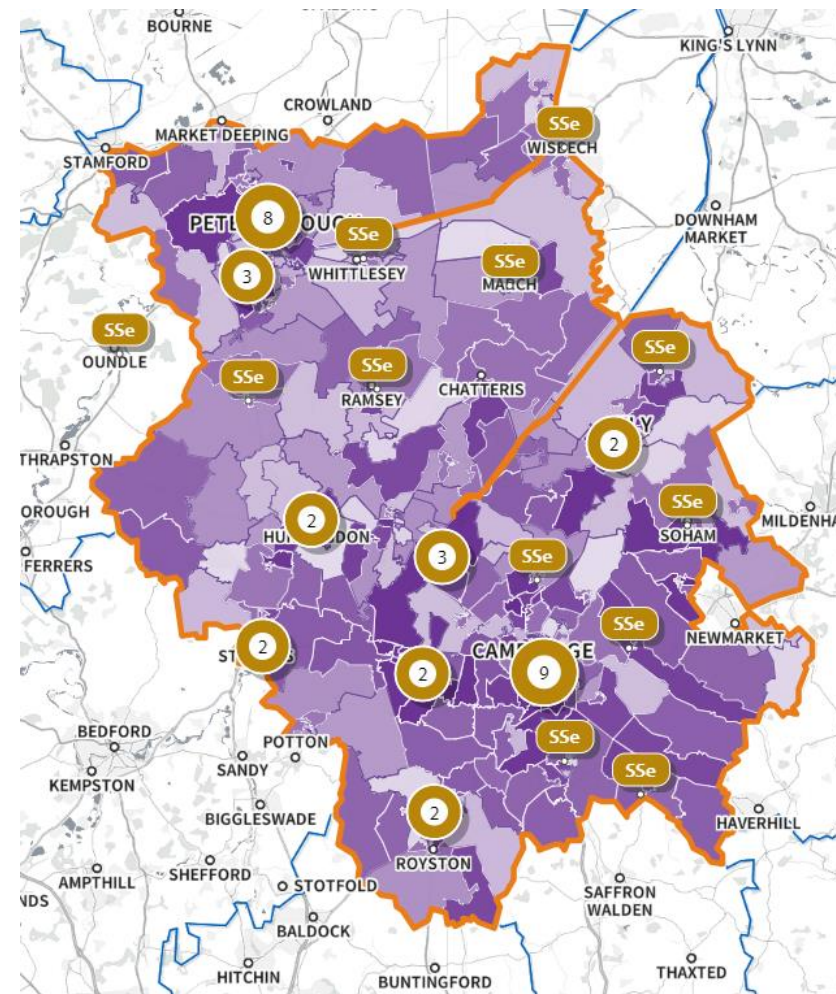 BOURNE
KING'S LYNN
CROWLAND
MARKET DEEPING
SSe
STAMFORD
8
SSe
WHITTLESEY
DOWNHAM
MARKET
3
SSe
MARCH
SSe
OUNDLE
SSe
SSe
RAMSEY
CHATTERIS
SSe
THRAPSTON
2
OROUGH
2
SSe
SOHAM
MILDENHA
FERRERS
3
SSe
NEWMARKET
SSe
2
2
9
BEDFORD
POTTON
SSe
KEMPSTON
SANDY
SSe
BIGGLESWADE
2
HAVERHILL
ROYSTON
AMPTHILL
SHEFFORD
STOTFOLD
SAFFRON
WALDEN
NDS
BALDOCK
HITCHIN
BUNTINGFORD
THAXTED